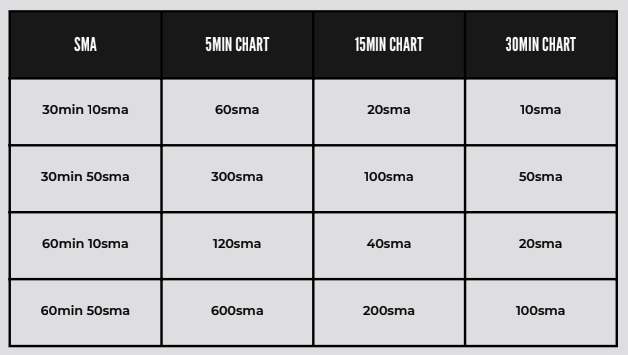 SMA 5MIN CHART 15MIN CHART 30MIN CHART
30min 10sma 60sma 20sma 10sma
30min 50sma 300sma 100sma 50sma
60min 10sma 120sma 40sma 20sma
60min 50sma 600sma 200sma 100sma